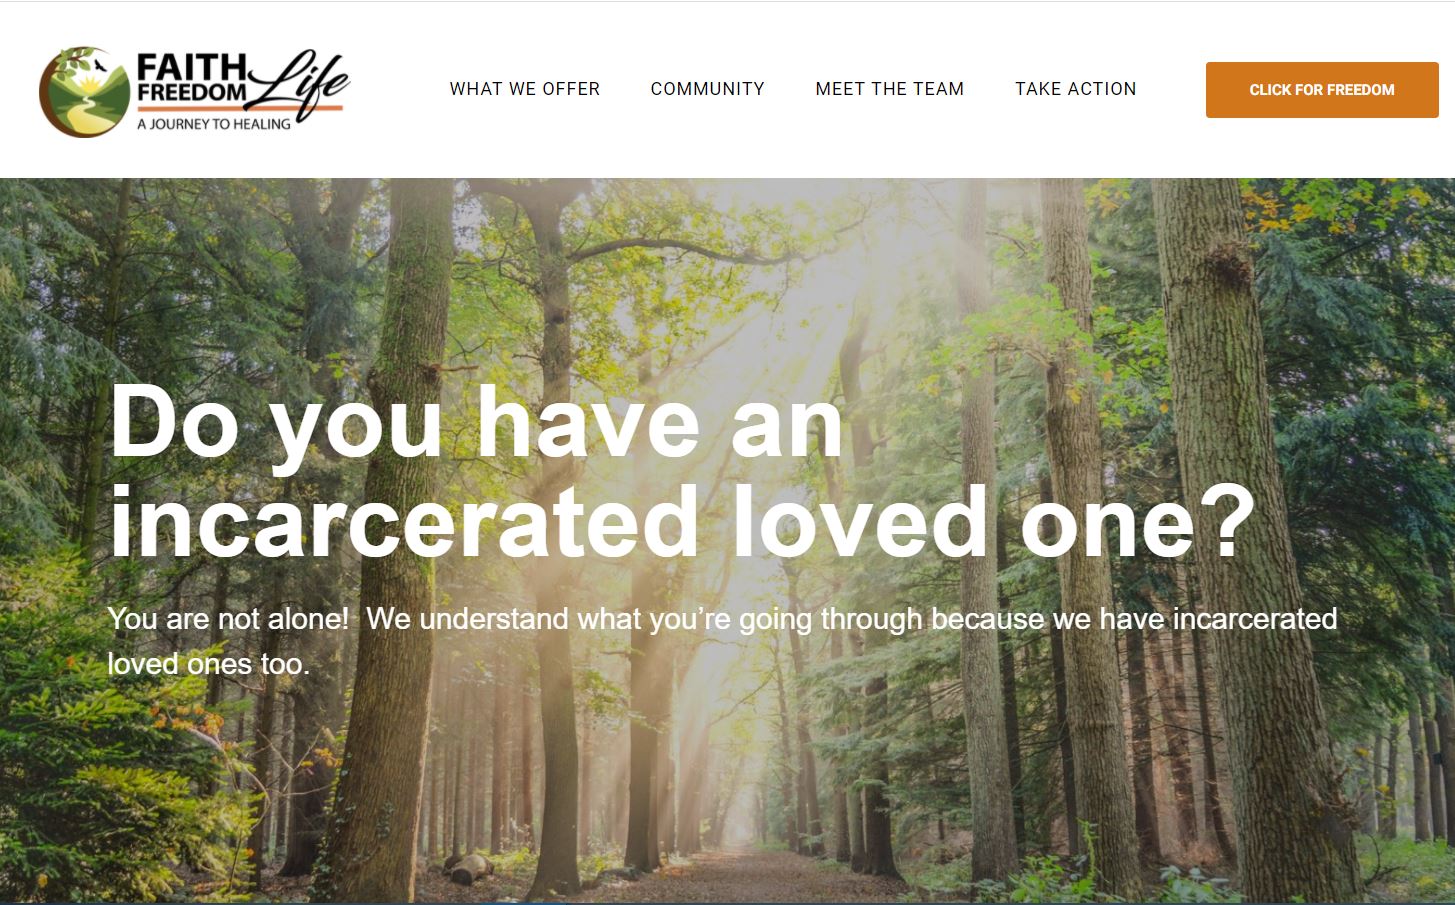 FAITH
FREEDOM
Life
A JOURNEY TO HEALING
WHAT WE OFFER
COMMUNITY
MEET THE TEAM
TAKE ACTION
CLICK FOR FREEDOM
Do you have an
incarcerated loved one?
You are not alone!  We understand what you’re going through because we have incarcerated
loved ones too.